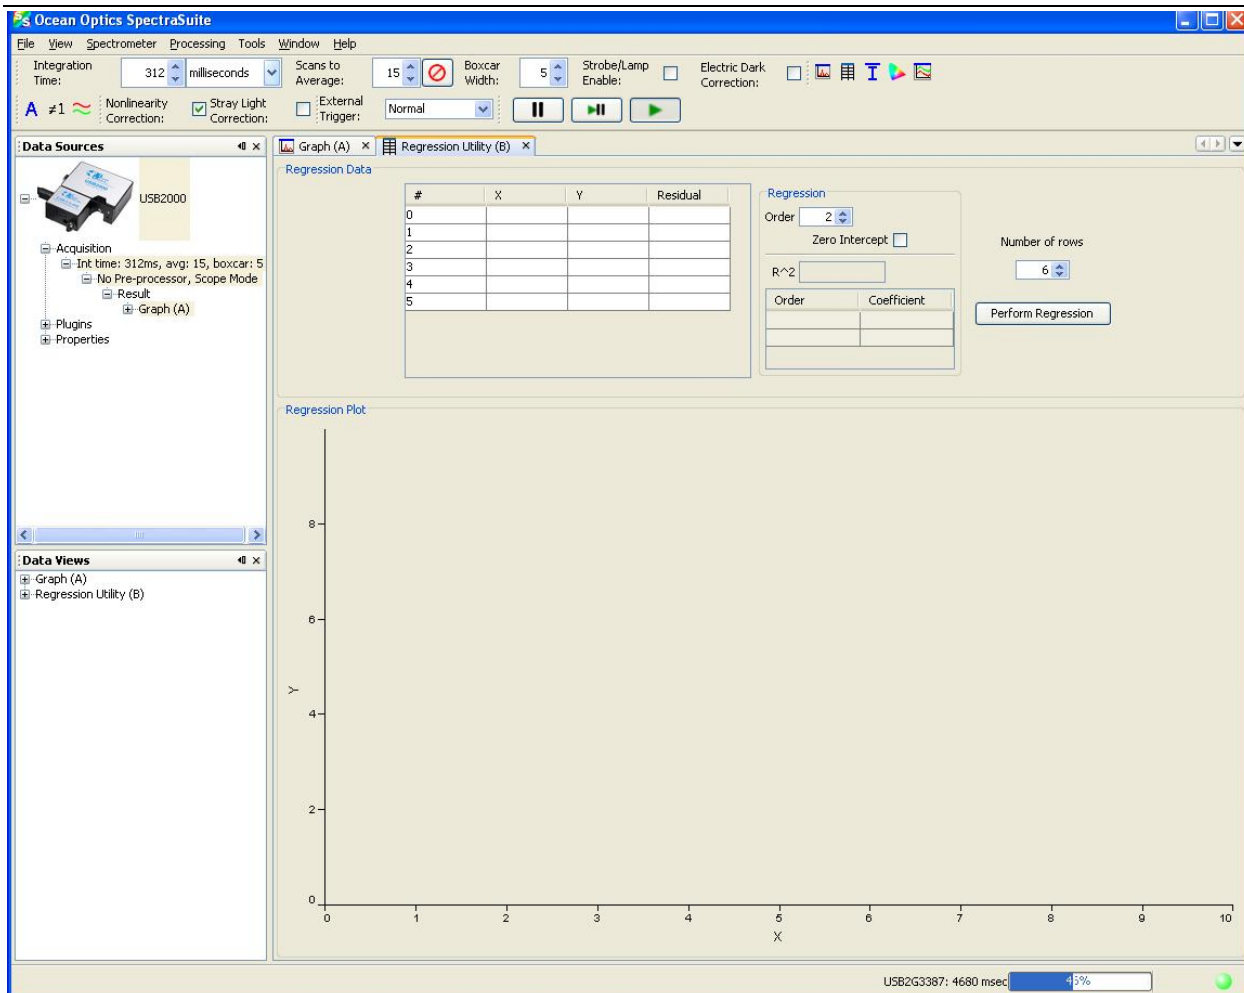 Ocean Optics SpectraSuite
File View Spectrometer Processing Tools Window Help
Integration Time: 312 milliseconds Scans to Average: 15 Boxcar Width: 5 Strobe/Lamp Enable: Electric Dark Correction:
A ≠1 Nonlinearity Correction: Stray Light Correction: External Trigger: Normal
Data Sources
USB2000
Acquisition
Int time: 312ms, avg: 15, boxcar: 5
No Pre-processor, Scope Mode
Result
Graph (A)
Plugins
Properties
Data Views
Graph (A)
Regression Utility (B)
Graph (A) Regression Utility (B)
Regression Data
# X Y Residual
0
1
2
3
4
5
Regression
Order 2
Zero Intercept
R^2
Order Coefficient
Number of rows
6
Perform Regression
Regression Plot
8
6
Y
4
2
0
0 1 2 3 4 5 6 7 8 9 10
X
USB2G3387: 4680 msec 45%